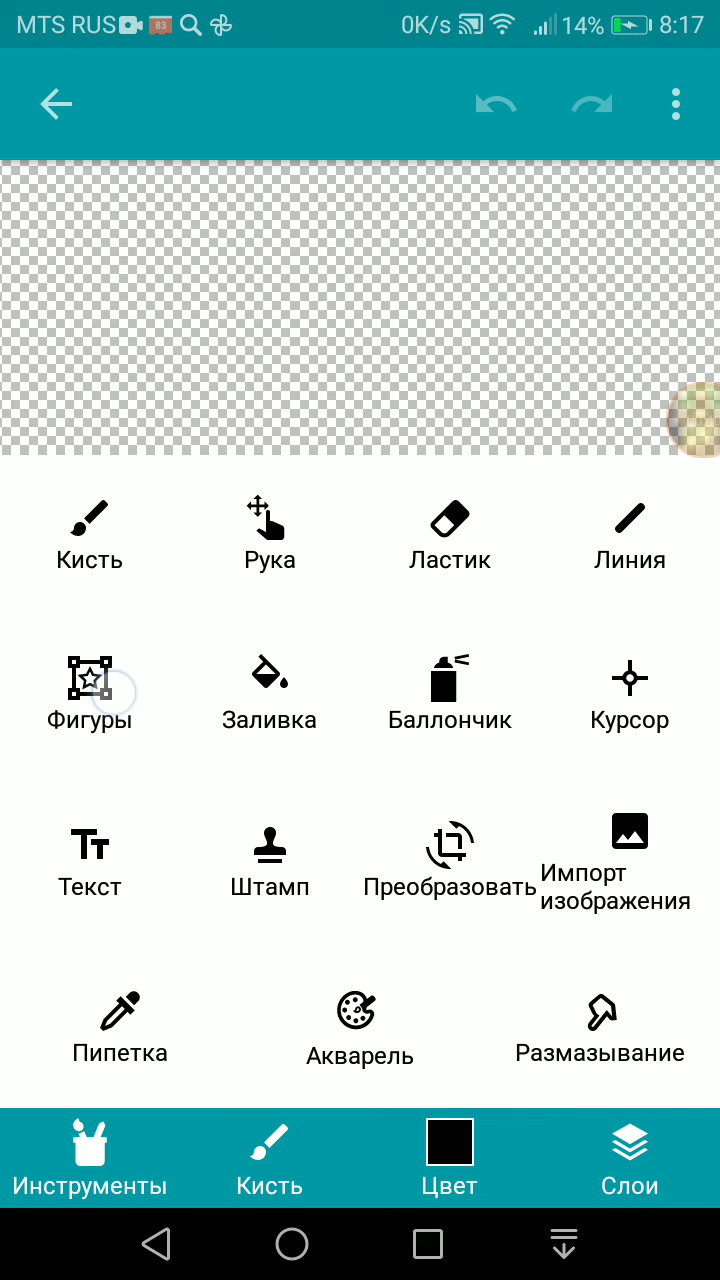 MTS RUS 83 0K/s 14% 8:17
Кисть Рука Ластик Линия
Фигуры Заливка Баллончик Курсор
Текст Штамп Преобразовать Импорт
изображения
Пипетка Акварель Размазывание
Инструменты Кисть Цвет Слои